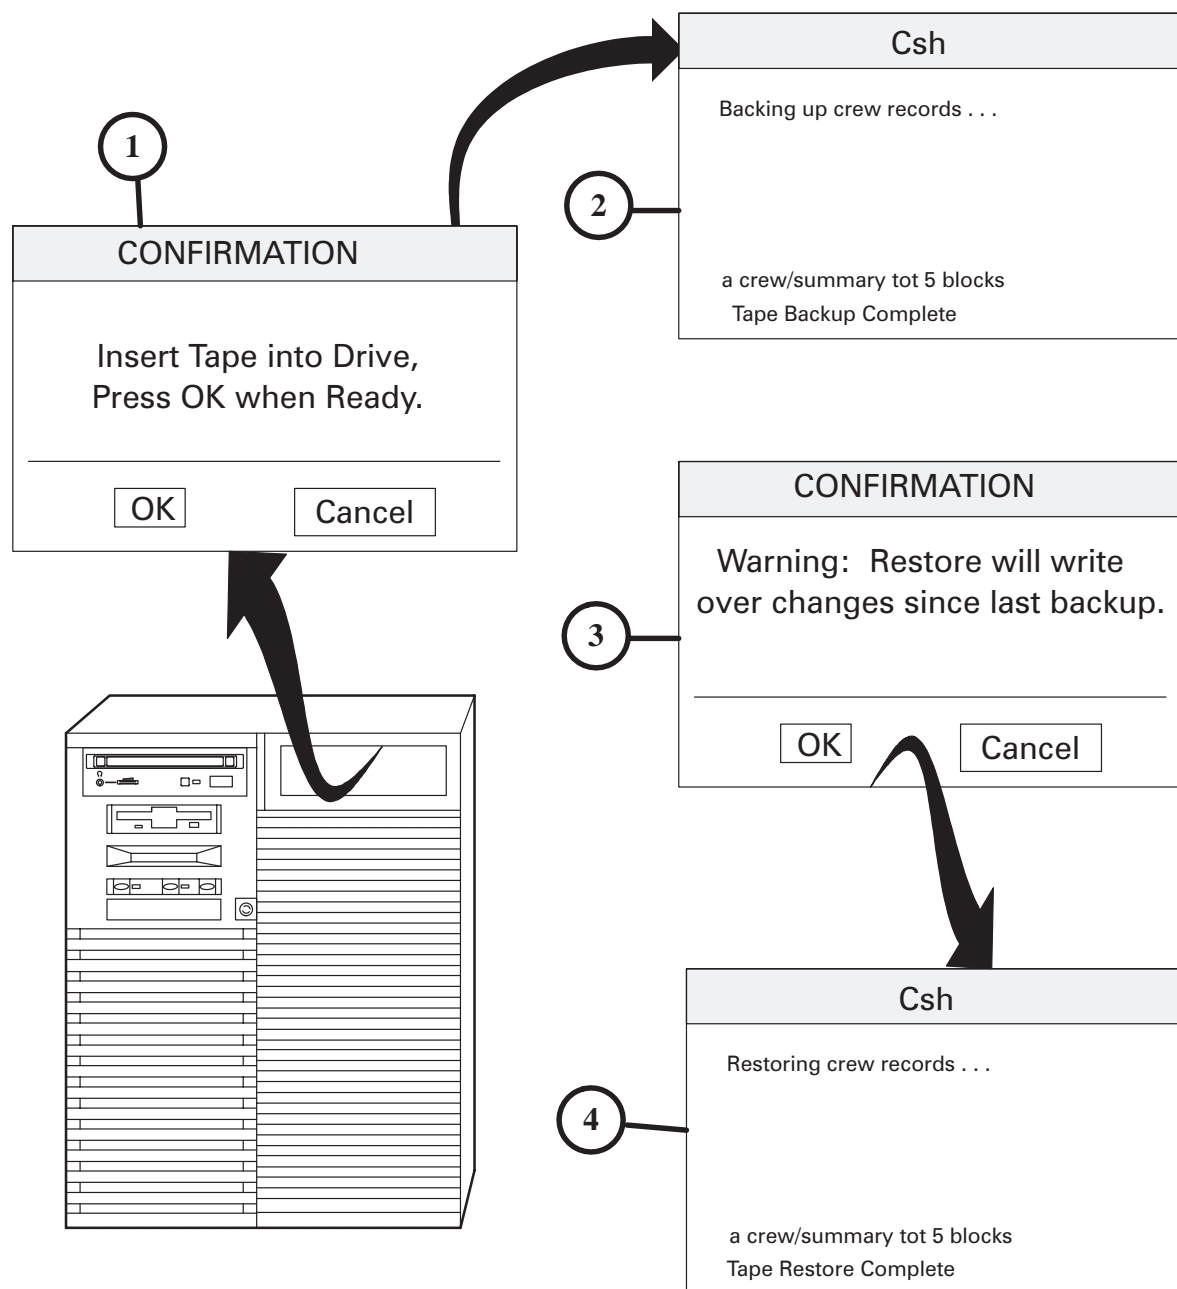 1
CONFIRMATION
Insert Tape into Drive,
Press OK when Ready.
OK
Cancel
Csh
Backing up crew records . . .
2
a crew/summary tot 5 blocks
Tape Backup Complete
CONFIRMATION
Warning: Restore will write
over changes since last backup.
3
OK
Cancel
Csh
Restoring crew records . . .
4
a crew/summary tot 5 blocks
Tape Restore Complete